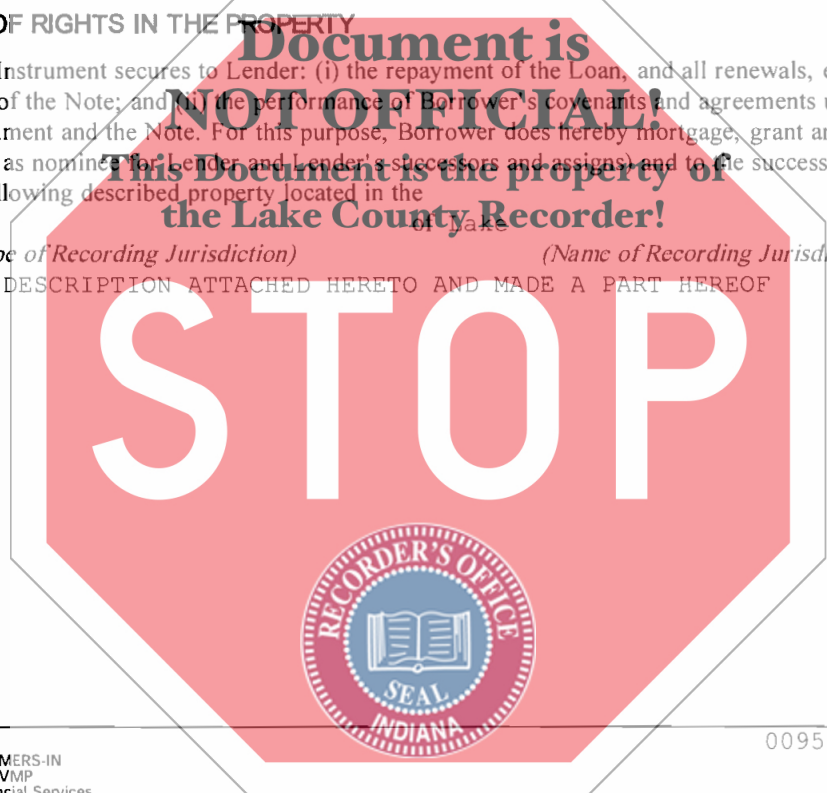 OF RIGHTS IN THE PROPERTY
Document is
Instrument secures to Lender: (i) the repayment of the Loan, and all renewals, e
of the Note; and (ii) the performance of Borrower's covenants and agreements u
NOT OFFICIAL!
ment and the Note. For this purpose, Borrower does hereby mortgage, grant an
as nominee for Lender and Lender's successors and assigns) and to the success
This Document is the property of
llowing described property located in the
the Lake County Recorder!
of Lake
pe of Recording Jurisdiction) (Name of Recording Jurisdi
DESCRIPTION ATTACHED HERETO AND MADE A PART HEREOF
STOP
RECORDER'S OFFICE
SEAL
INDIANA
0095
MERS-IN
VMP
cial Services